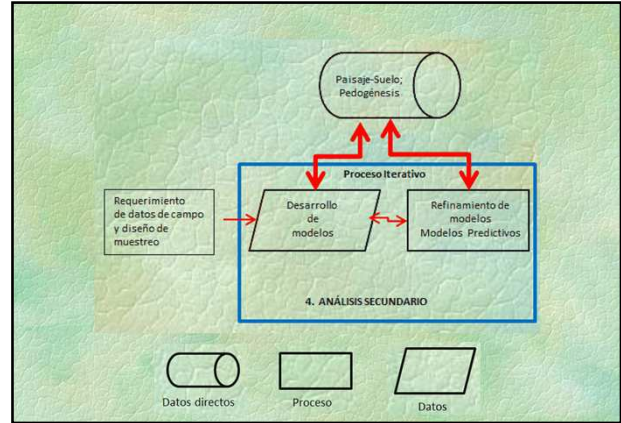 Paisaje-Suelo;
Pedogénesis
Proceso Iterativo
Requerimiento
de datos de campo
y diseño de
muestreo
Desarrollo
de
modelos
Refinamiento de
modelos
Modelos Predictivos
4. ANÁLISIS SECUNDARIO
Datos directos
Proceso
Datos